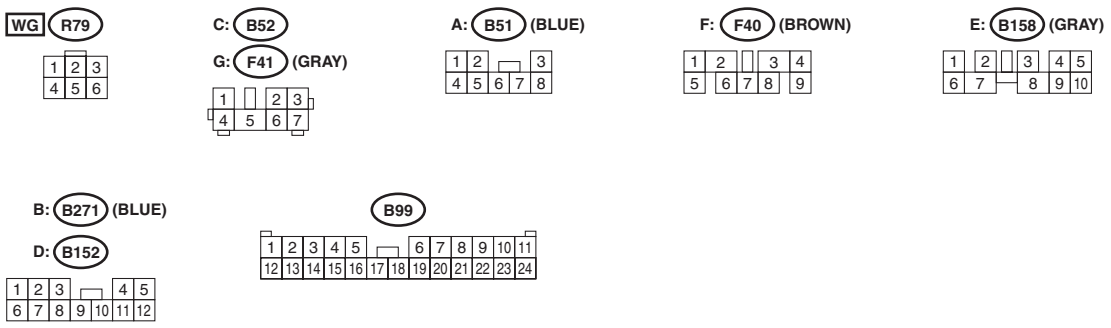 WG R79
1 2 3
4 5 6
C: B52
G: F41 (GRAY)
1 2 3
4 5 6 7
A: B51 (BLUE)
1 2 3
4 5 6 7 8
F: F40 (BROWN)
1 2 3 4
5 6 7 8 9
E: B158 (GRAY)
1 2 3 4 5
6 7 8 9 10
B: B271 (BLUE)
D: B152
1 2 3 4 5
6 7 8 9 10 11 12
B99
1 2 3 4 5 6 7 8 9 10 11
12 13 14 15 16 17 18 19 20 21 22 23 24